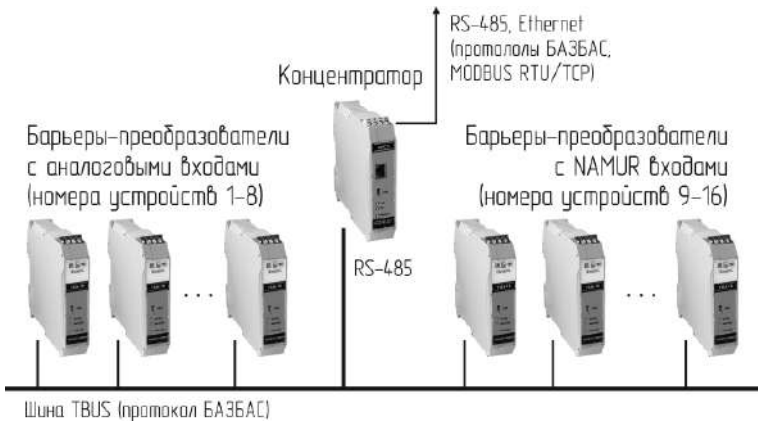 RS-485, Ethernet
(протололы БАЗБАС,
MODBUS RTU/TCP)
Концентратор
Барьеры-преобразователи
с аналоговыми входами
(номера устройств 1-8)
Барьеры-преобразователи
с NAMUR входами
(номера устройств 9-16)
RS-485
. . .
. . .
Шина TBUS (протокол БАЗБАС)